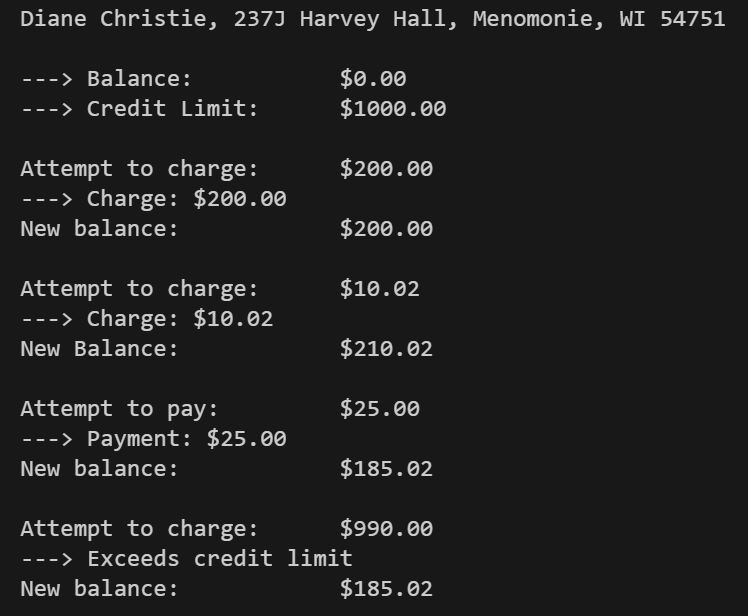 Diane Christie, 237J Harvey Hall, Menomonie, WI 54751
---> Balance: $0.00
---> Credit Limit: $1000.00
Attempt to charge: $200.00
---> Charge: $200.00
New balance: $200.00
Attempt to charge: $10.02
---> Charge: $10.02
New Balance: $210.02
Attempt to pay: $25.00
---> Payment: $25.00
New balance: $185.02
Attempt to charge: $990.00
---> Exceeds credit limit
New balance: $185.02